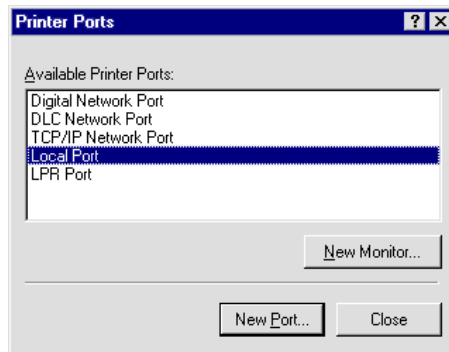 Printer Ports
Available Printer Ports:
Digital Network Port
DLC Network Port
TCP/IP Network Port
Local Port
LPR Port
New Monitor...
New Port...
Close